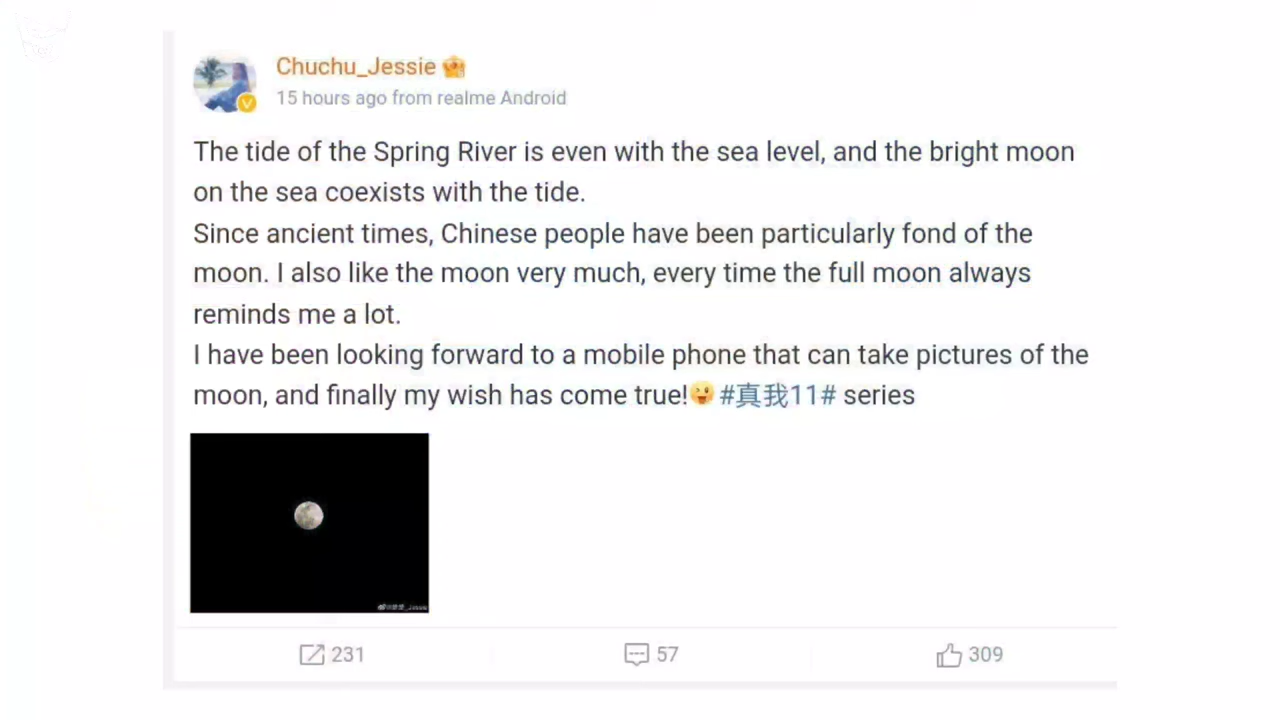 Chuchu_Jessie
15 hours ago from realme Android
The tide of the Spring River is even with the sea level, and the bright moon
on the sea coexists with the tide.
Since ancient times, Chinese people have been particularly fond of the
moon. I also like the moon very much, every time the full moon always
reminds me a lot.
I have been looking forward to a mobile phone that can take pictures of the
moon, and finally my wish has come true!😜 #真我11# series
231
57
309